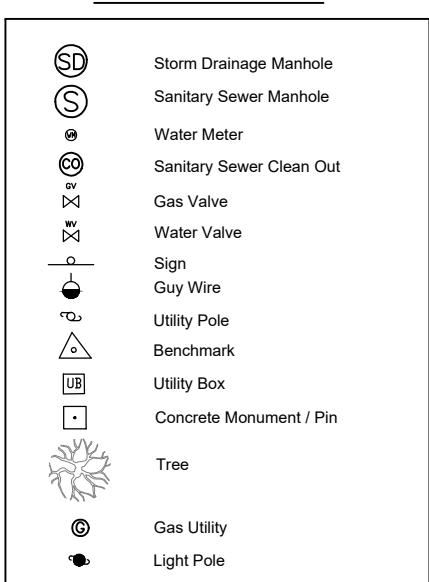 SD Storm Drainage Manhole
S Sanitary Sewer Manhole
WM Water Meter
CO Sanitary Sewer Clean Out
GV
Gas Valve
WV
Water Valve
Sign
Guy Wire
Utility Pole
Benchmark
UB Utility Box
Concrete Monument / Pin
Tree
G Gas Utility
Light Pole